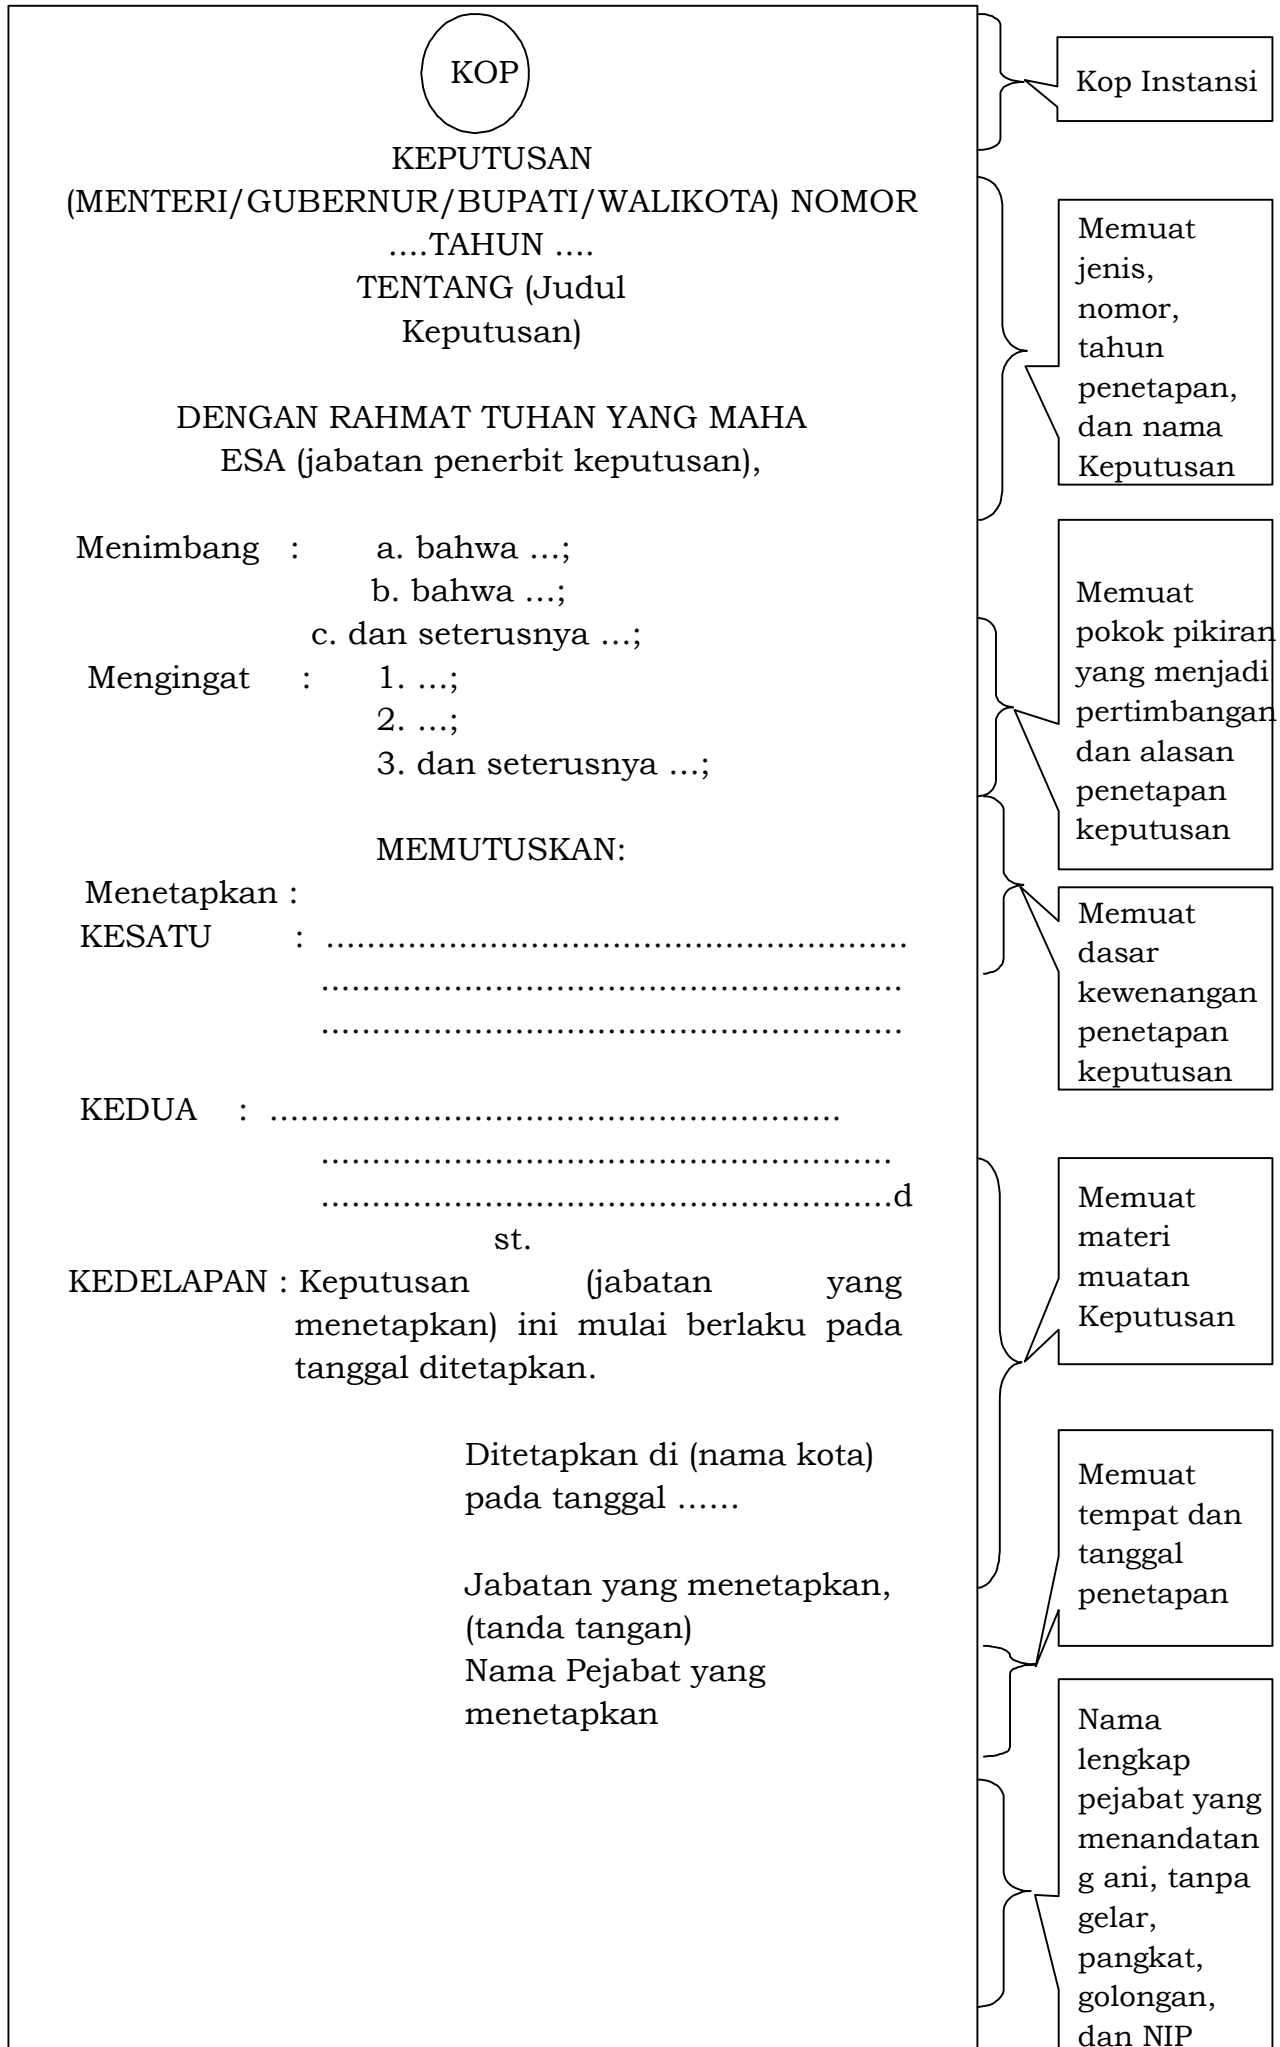 KOP
KEPUTUSAN
(MENTERI/GUBERNUR/BUPATI/WALIKOTA) NOMOR
....TAHUN ....
TENTANG (Judul
Keputusan)
DENGAN RAHMAT TUHAN YANG MAHA
ESA (jabatan penerbit keputusan),
Menimbang : a. bahwa ...;
b. bahwa ...;
c. dan seterusnya ...;
Mengingat : 1. ...;
2. ...;
3. dan seterusnya ...;
MEMUTUSKAN:
Menetapkan :
KESATU : .........................................................
.........................................................
.........................................................
KEDUA : ........................................................
........................................................
........................................................d
st.
KEDELAPAN : Keputusan (jabatan yang
menetapkan) ini mulai berlaku pada
tanggal ditetapkan.
Ditetapkan di (nama kota)
pada tanggal ......
Jabatan yang menetapkan,
(tanda tangan)
Nama Pejabat yang
menetapkan
Kop Instansi
Memuat
jenis,
nomor,
tahun
penetapan,
dan nama
Keputusan
Memuat
pokok pikiran
yang menjadi
pertimbangan
dan alasan
penetapan
keputusan
Memuat
dasar
kewenangan
penetapan
keputusan
Memuat
materi
muatan
Keputusan
Memuat
tempat dan
tanggal
penetapan
Nama
lengkap
pejabat yang
menandatan
g ani, tanpa
gelar,
pangkat,
golongan,
dan NIP